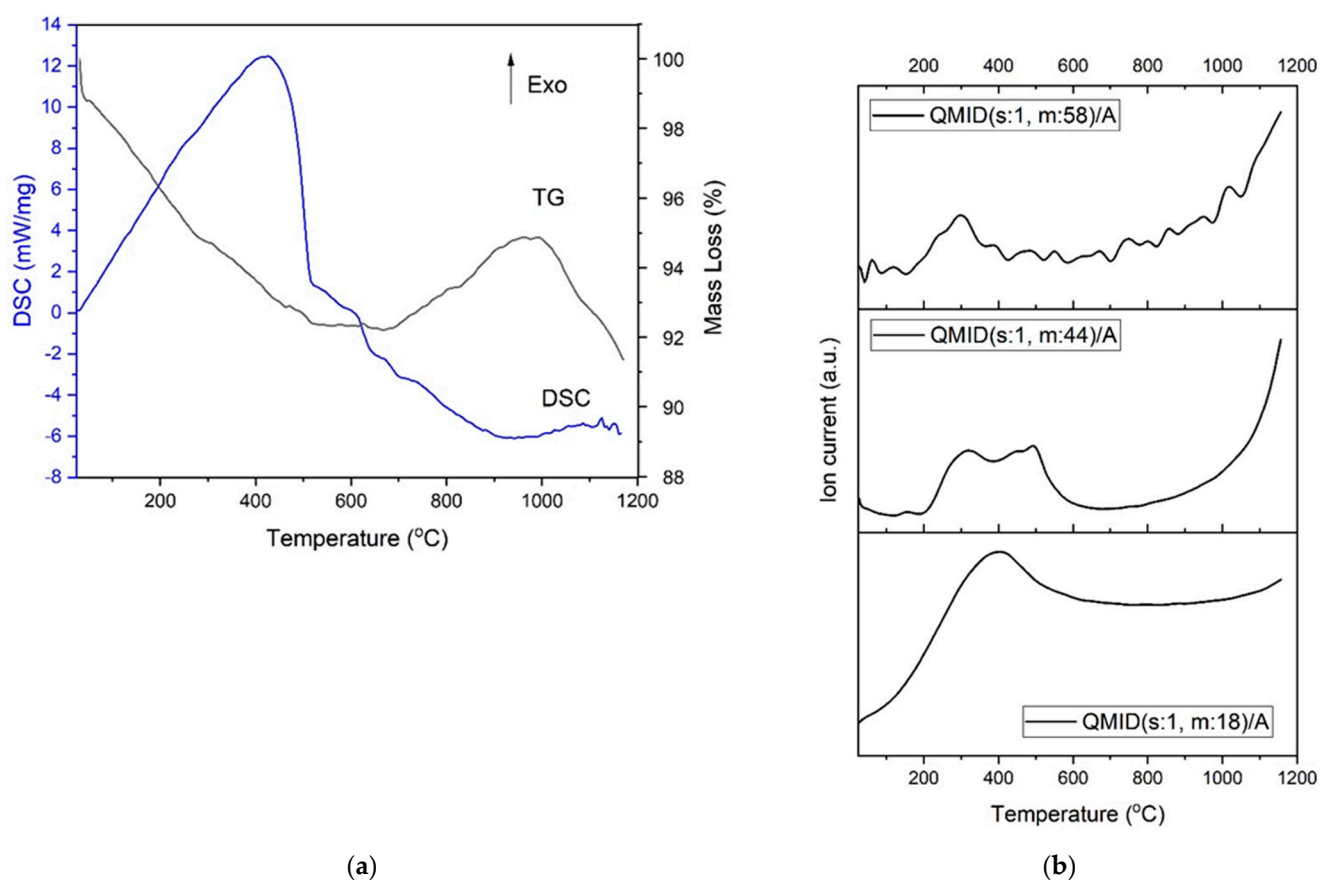 14
12
10
8
6
4
2
0
-2
-4
-6
-8
DSC (mW/mg)
Exo
TG
DSC
100
98
96
94
92
90
88
Mass Loss (%)
200 400 600 800 1000 1200
Temperature (°C)
(a)
200 400 600 800 1000 1200
QMID(s:1, m:58)/A
QMID(s:1, m:44)/A
QMID(s:1, m:18)/A
Ion current (a.u.)
200 400 600 800 1000 1200
Temperature (°C)
(b)